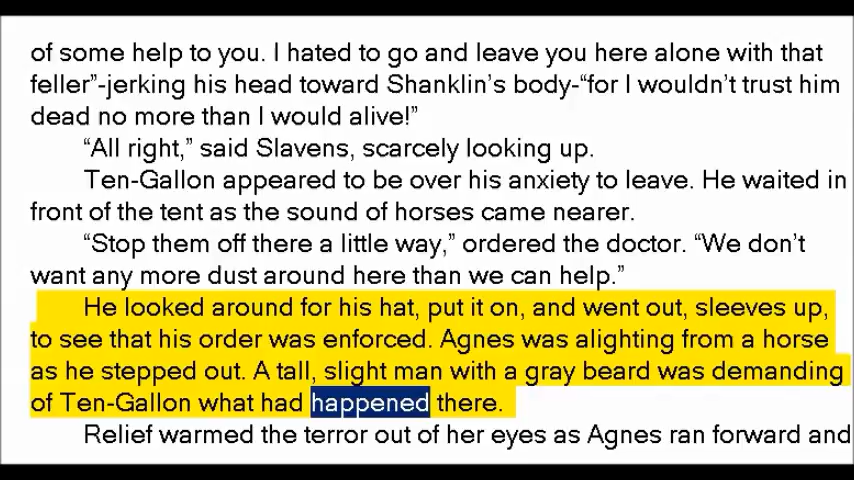 of some help to you. I hated to go and leave you here alone with that
feller”-jerking his head toward Shanklin’s body-“for I wouldn’t trust him
dead no more than I would alive!”
“All right,” said Slavens, scarcely looking up.
Ten-Gallon appeared to be over his anxiety to leave. He waited in
front of the tent as the sound of horses came nearer.
“Stop them off there a little way,” ordered the doctor. “We don’t
want any more dust around here than we can help.”
He looked around for his hat, put it on, and went out, sleeves up,
to see that his order was enforced. Agnes was alighting from a horse
as he stepped out. A tall, slight man with a gray beard was demanding
of Ten-Gallon what had happened there.
Relief warmed the terror out of her eyes as Agnes ran forward and